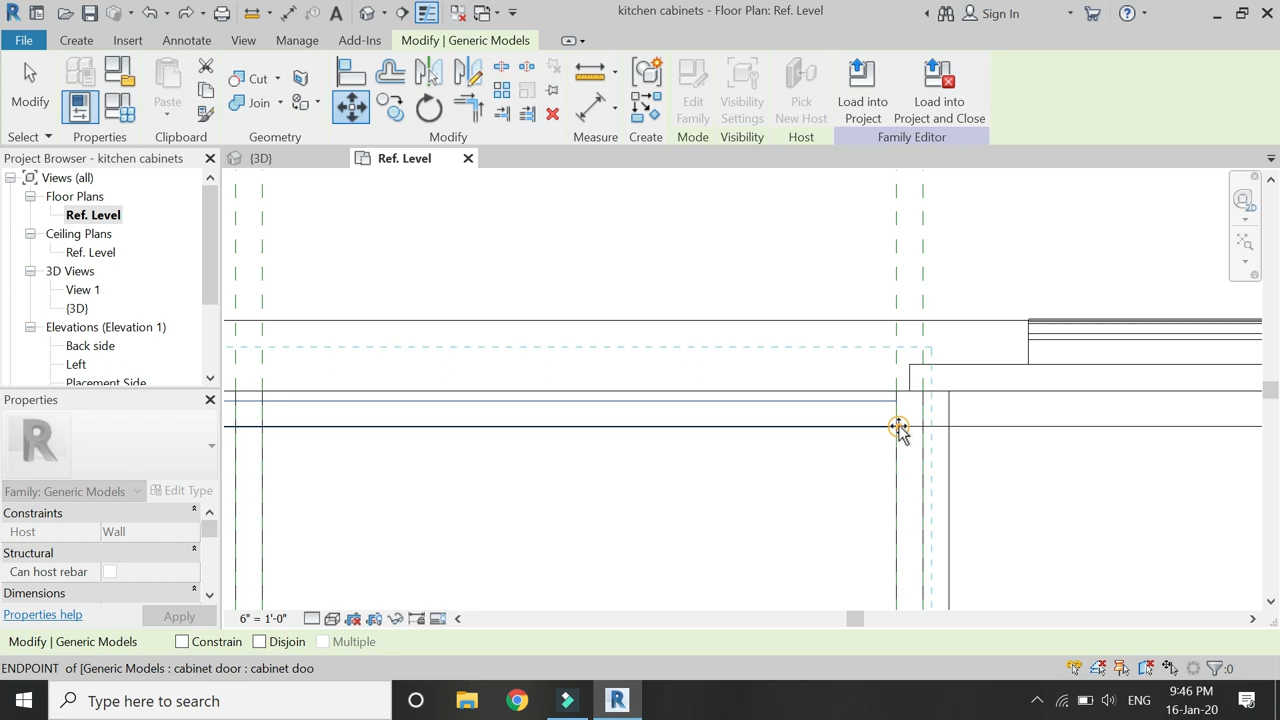 kitchen cabinets - Floor Plan: Ref. Level
Sign In
File
Create
Insert
Annotate
View
Manage
Add-Ins
Modify | Generic Models
Modify
Cut
Join
Paste
Edit Family
Visibility Settings
Pick New Host
Load into Project
Load into Project and Close
Select
Properties
Clipboard
Geometry
Modify
Measure
Create
Mode
Visibility
Host
Family Editor
Project Browser - kitchen cabinets
{3D}
Ref. Level
Views (all)
Floor Plans
Ref. Level
Ceiling Plans
Ref. Level
3D Views
View 1
{3D}
Elevations (Elevation 1)
Back side
Left
Placement Side
Properties
Family: Generic Models
Edit Type
Constraints
Host
Wall
Structural
Can host rebar
Dimensions
Properties help
Apply
6" = 1'-0"
Modify | Generic Models
Constrain
Disjoin
Multiple
ENDPOINT of [Generic Models : cabinet door : cabinet doo
:0
Type here to search
ENG
9:46 PM
16-Jan-20